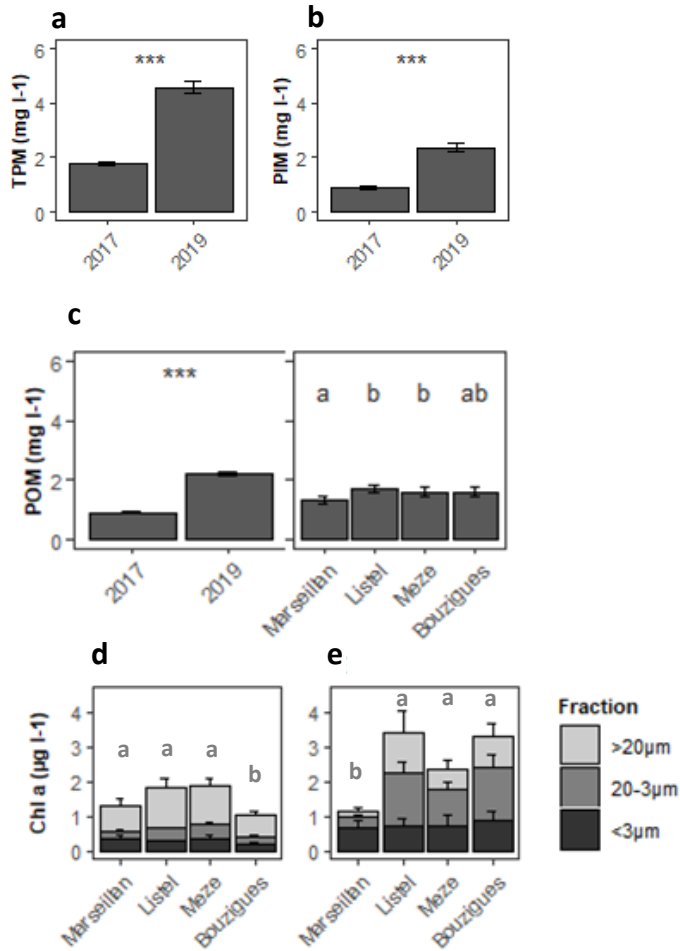 a
b
TPM (mg l-1)
6
4
2
0
***
2017
2019
PIM (mg l-1)
6
4
2
0
***
2017
2019
c
POM (mg l-1)
6
4
2
0
***
2017
2019
a b b ab
Marseillan
Listel
Meze
Bouzigues
d
e
Chl a (µg l-1)
4
3
2
1
0
a a a b
Marseillan
Listel
Meze
Bouzigues
4
3
2
1
0
b a a a
Marseillan
Listel
Meze
Bouzigues
Fraction
>20µm
20-3µm
<3µm